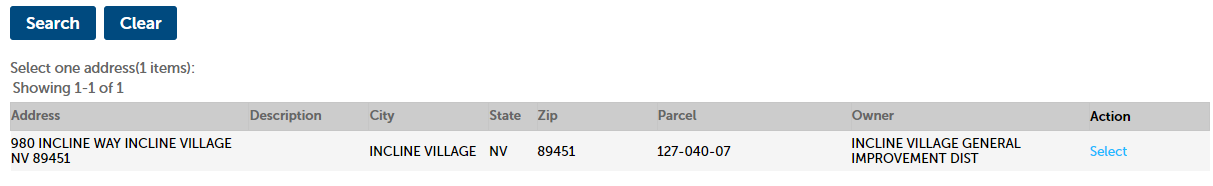 Search Clear
Select one address(1 items):
Showing 1-1 of 1
Address Description City State Zip Parcel Owner Action
980 INCLINE WAY INCLINE VILLAGE
NV 89451
INCLINE VILLAGE NV 89451 127-040-07
INCLINE VILLAGE GENERAL
IMPROVEMENT DIST
Select